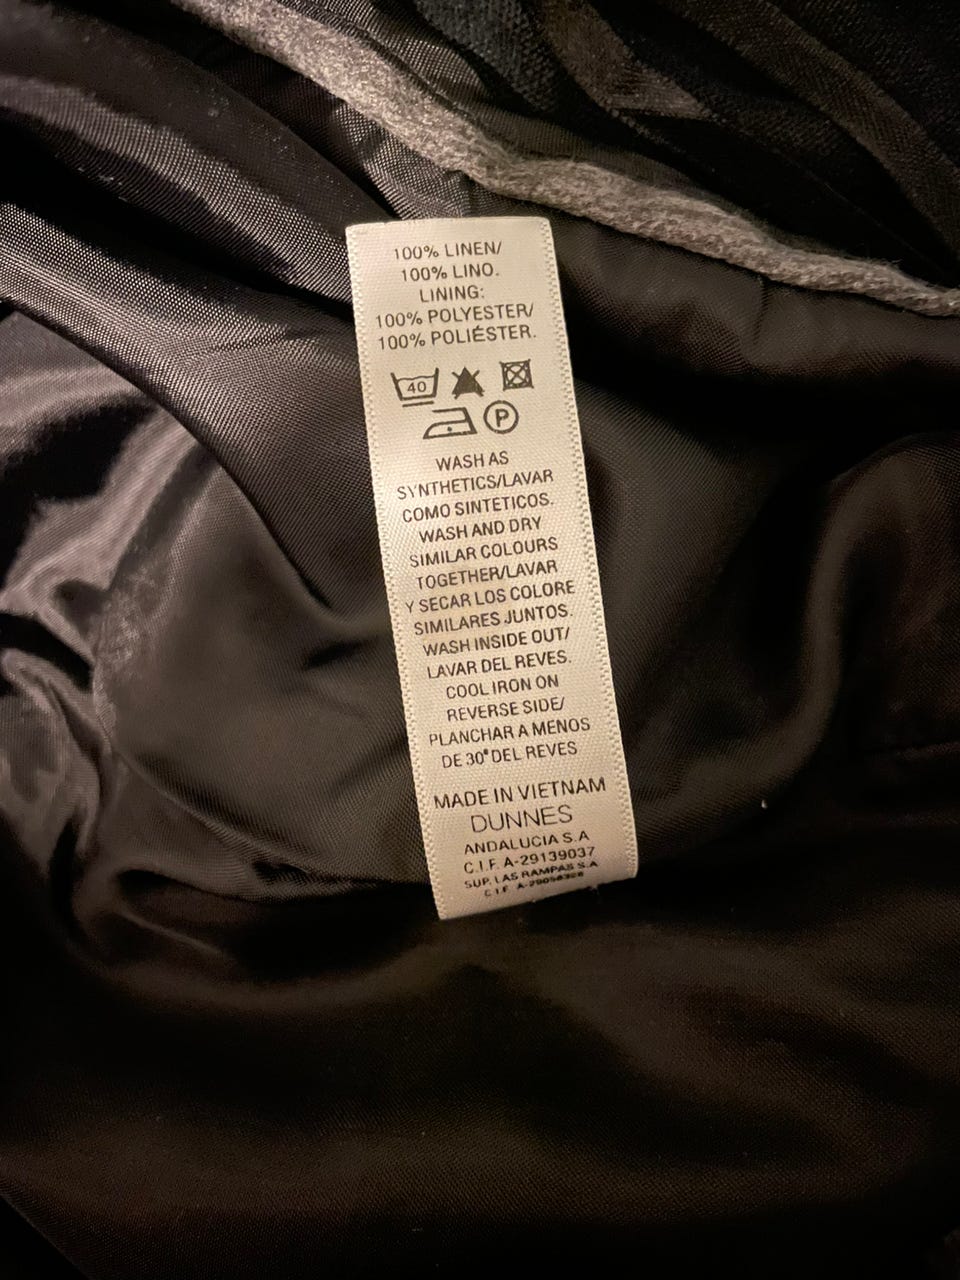 100% LINEN/
100% LINO.
LINING:
100% POLYESTER/
100% POLIÉSTER.
40
P
WASH AS
SYNTHETICS/LAVAR
COMO SINTETICOS.
WASH AND DRY
SIMILAR COLOURS
TOGETHER/LAVAR
Y SECAR LOS COLORE
SIMILARES JUNTOS.
WASH INSIDE OUT/
LAVAR DEL REVES.
COOL IRON ON
REVERSE SIDE/
PLANCHAR A MENOS
DE 30° DEL REVES
MADE IN VIETNAM
DUNNES
ANDALUCIA S.A
C.I.F. A-29139037
SUP. LAS RAMPAS S.A
C.I.F.